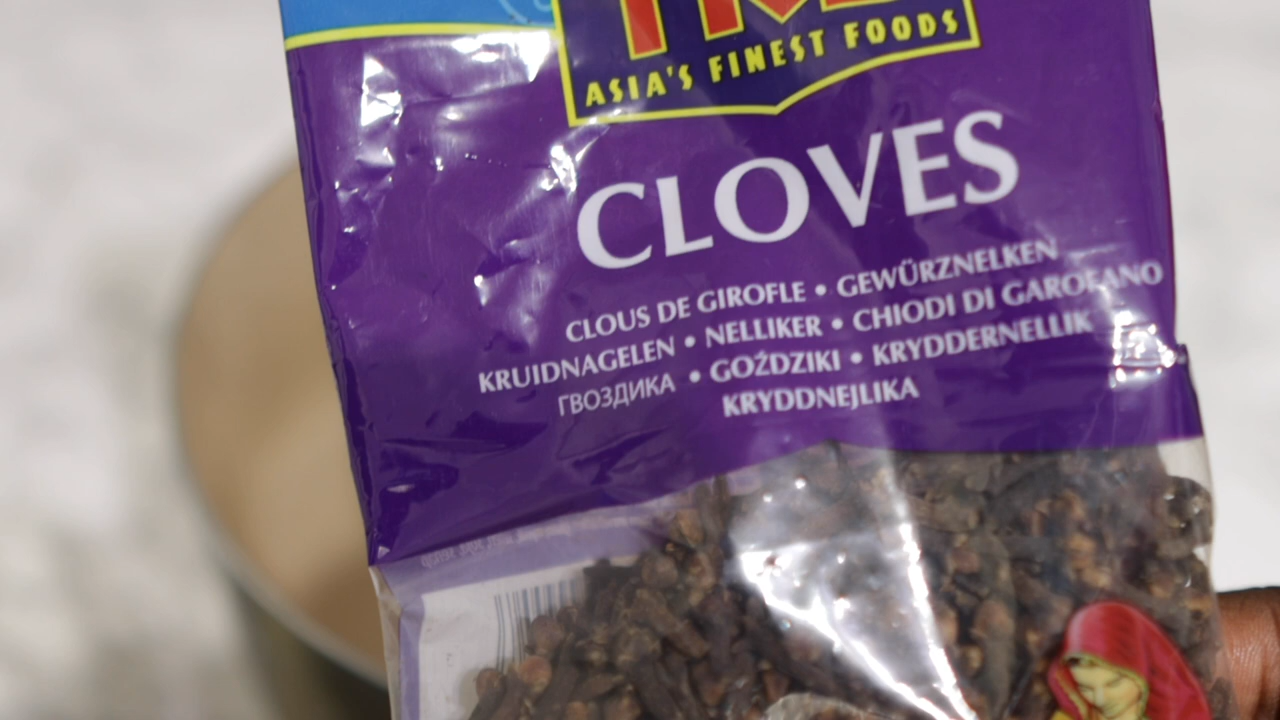 ASIA'S FINEST FOODS
CLOVES
CLOUS DE GIROFLE • GEWÜRZNELKEN
KRUIDNAGELEN • NELLIKER • CHIODI DI GAROFANO
ГВОЗДИКА • GOŹDZIKI • KRYDDERNELLIK
KRYDDNEJLIKA